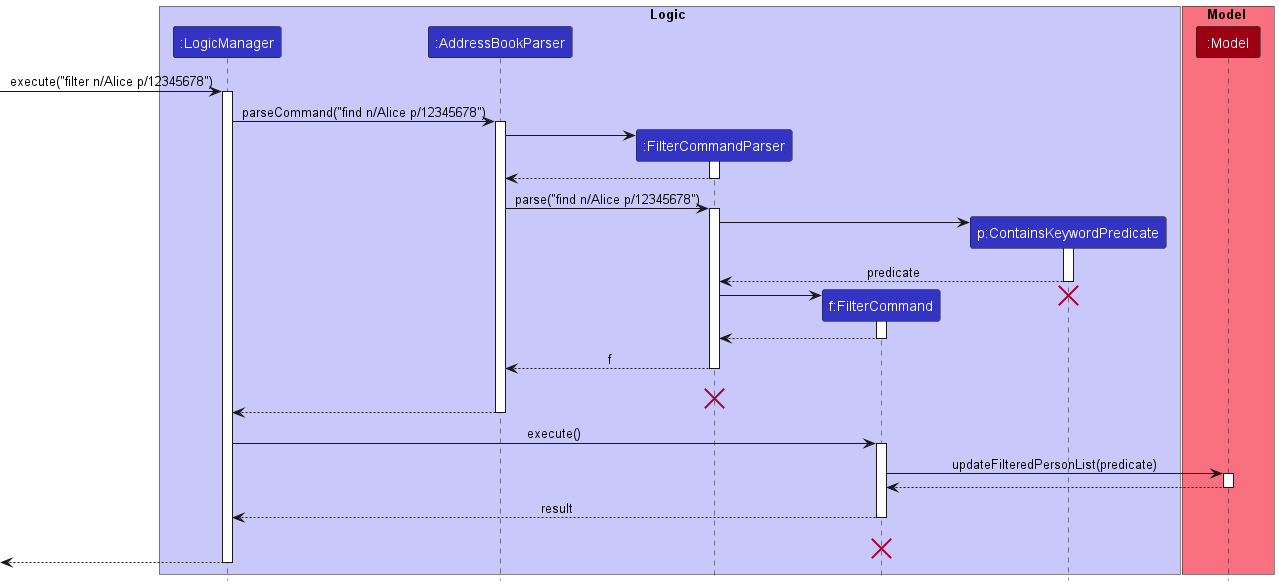 Logic
Model
:LogicManager
:AddressBookParser
:Model
execute("filter n/Alice p/12345678")
parseCommand("find n/Alice p/12345678")
:FilterCommandParser
parse("find n/Alice p/12345678")
p:ContainsKeywordPredicate
predicate
f:FilterCommand
f
execute()
updateFilteredPersonList(predicate)
result